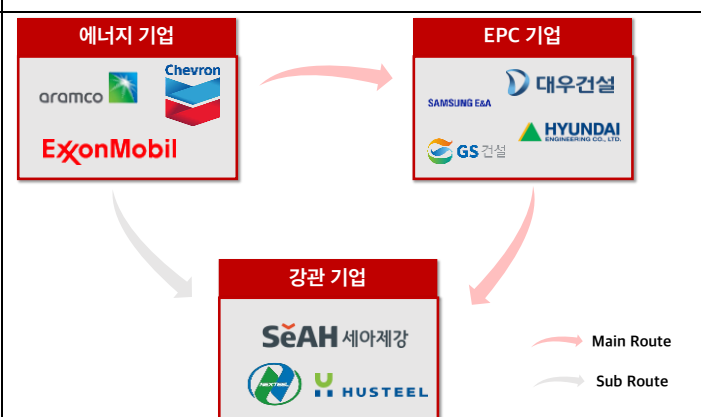 에너지 기업
EPC 기업
aramco
Chevron
ExxonMobil
대우건설
SAMSUNG E&A
HYUNDAI
ENGINEERING CO., LTD.
GS건설
강관 기업
SeAH 세아제강
NEXTEEL
HUSTEEL
Main Route
Sub Route